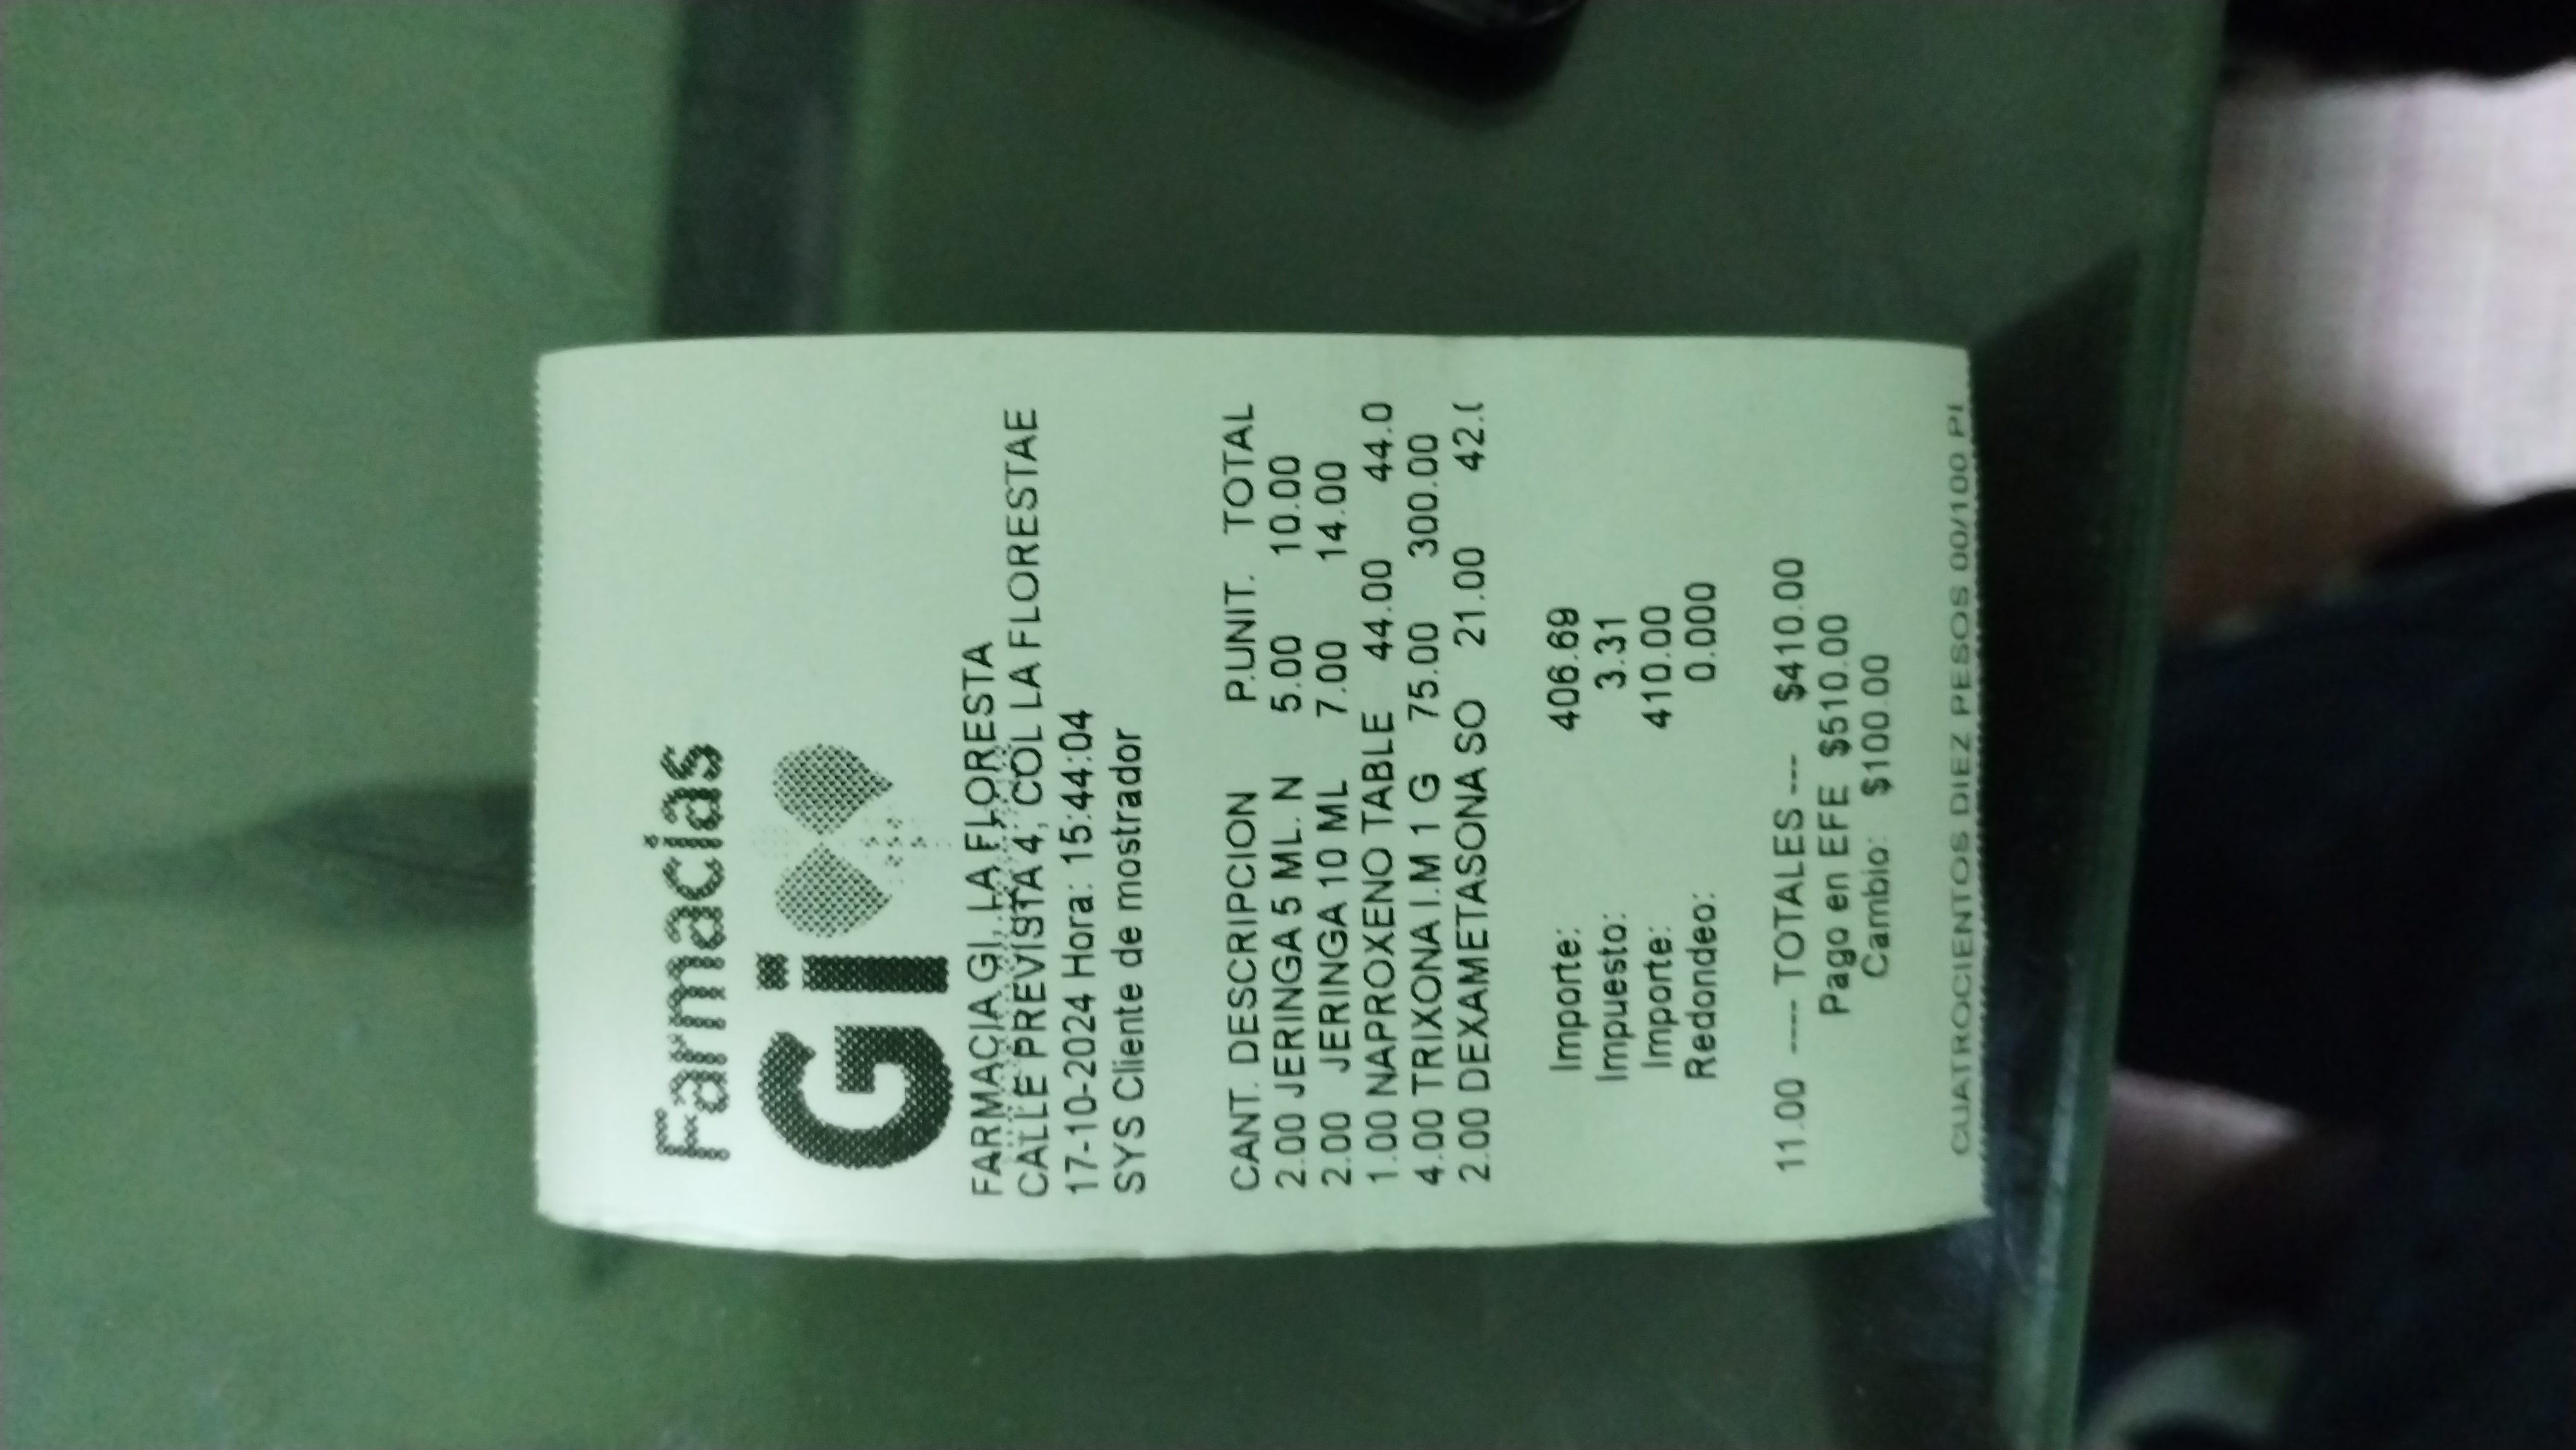 Farmacias
Gi
FARMACIA GI, LA FLORESTA
CALLE PREVISTA 4, COL LA FLORESTAE
17-10-2024 Hora: 15:44:04
SYS Cliente de mostrador
CANT. DESCRIPCION P.UNIT. TOTAL
2.00 JERINGA 5 ML. N 5.00 10.00
2.00 JERINGA 10 ML 7.00 14.00
1.00 NAPROXENO TABLE 44.00 44.0
4.00 TRIXONA I.M 1 G 75.00 300.00
2.00 DEXAMETASONA SO 21.00 42.(
Importe: 406.69
Impuesto: 3.31
Importe: 410.00
Redondeo: 0.000
11.00 ---- TOTALES --- $410.00
Pago en EFE $510.00
Cambio: $100.00
CUATROCIENTOS DIEZ PESOS 00/100 PI